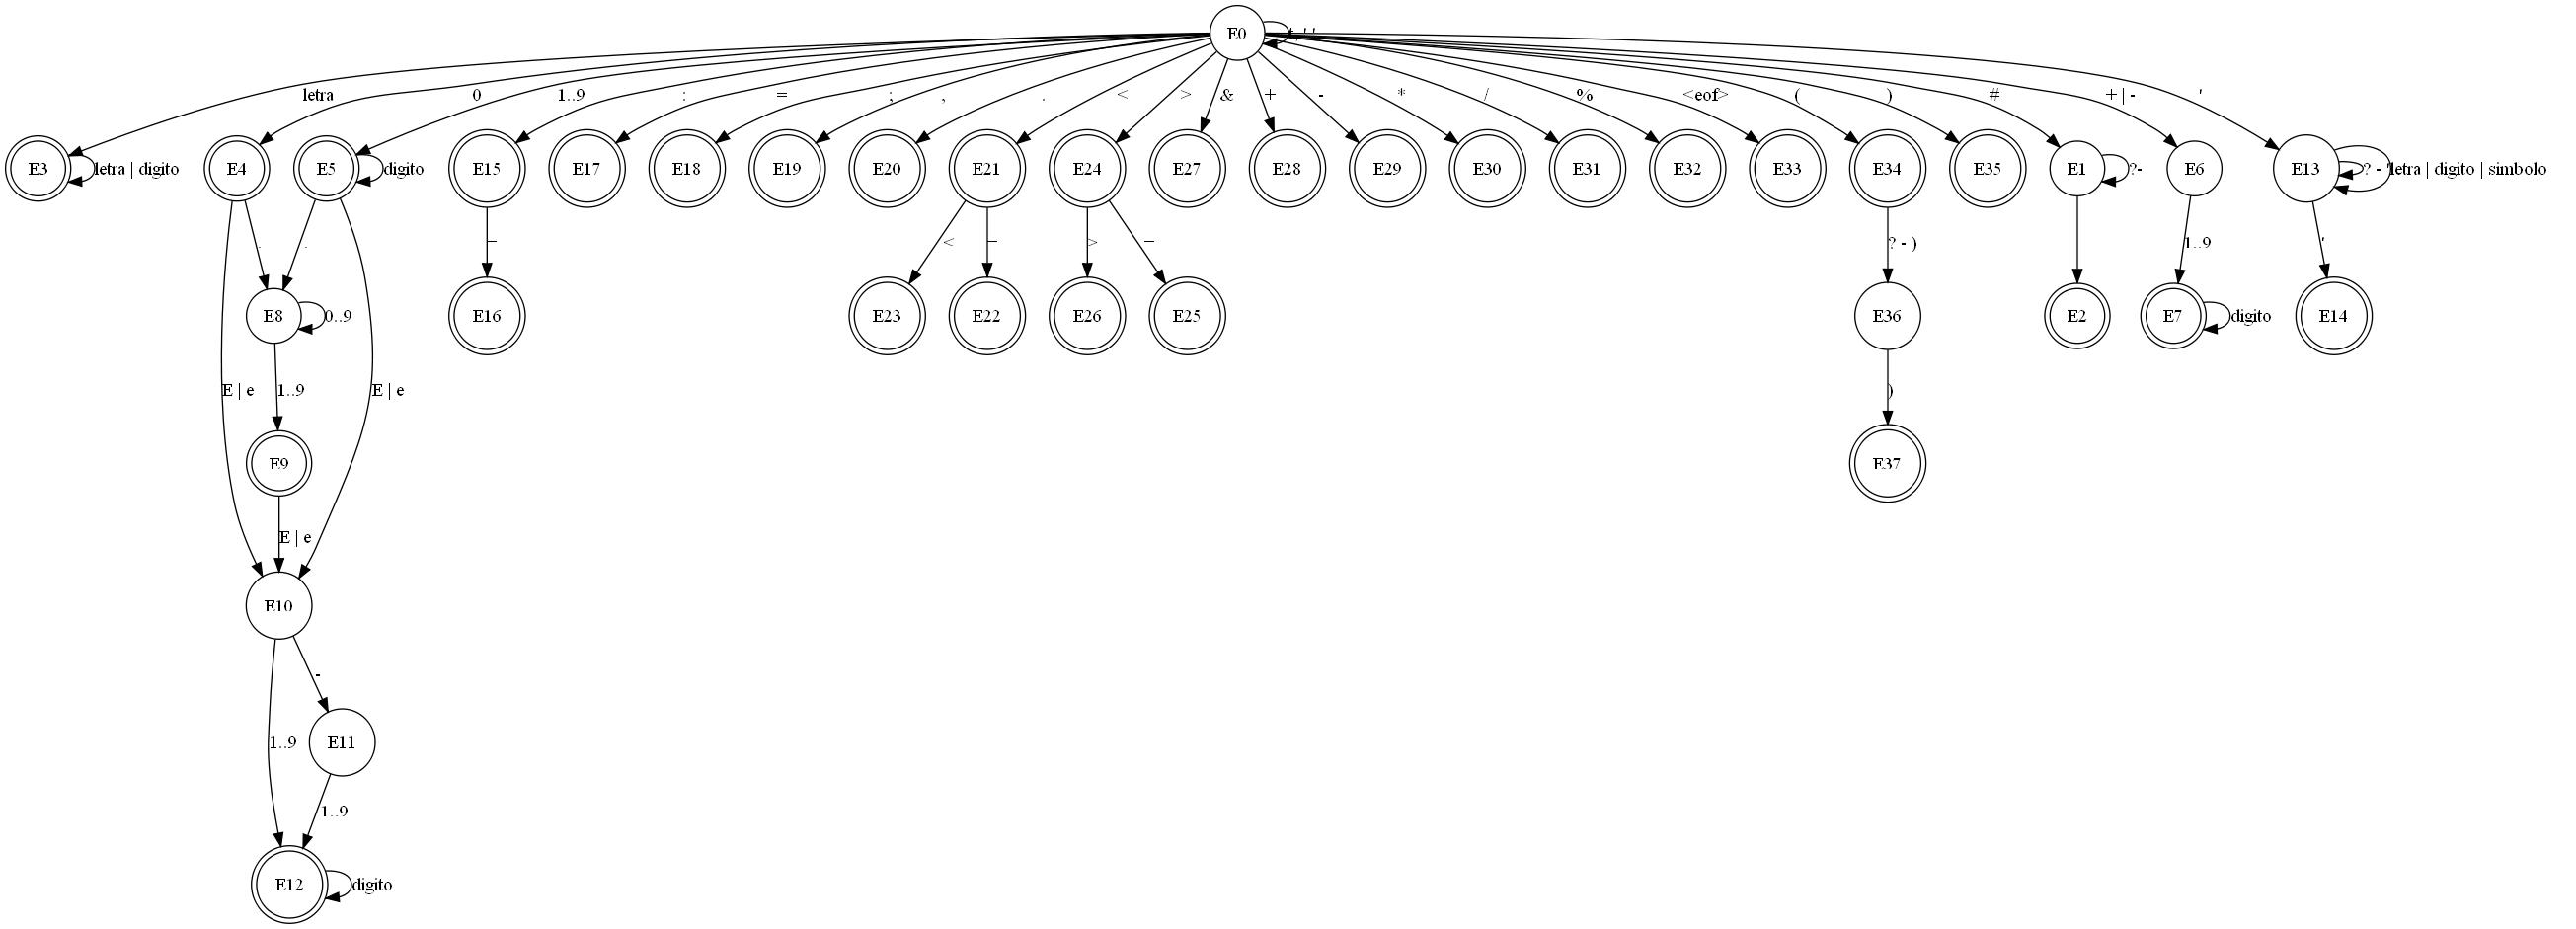 E0
letra
0
1..9
:
=
;
,
.
<
>
&
+
-
*
/
%
<eof>
(
)
#
+ | -
'
E3
letra | digito
E4
E5
digito
E15
E17
E18
E19
E20
E21
E24
E27
E28
E29
E30
E31
E32
E33
E34
E35
E1
?-
E6
E13
? - '
letra | digito | simbolo
.
.
=
<
=
>
=
? - )
1..9
'
E8
0..9
E16
E23
E22
E26
E25
E36
E2
E7
digito
E14
E | e
1..9
E | e
)
E9
E37
E | e
E10
-
1..9
E11
1..9
E12
digito